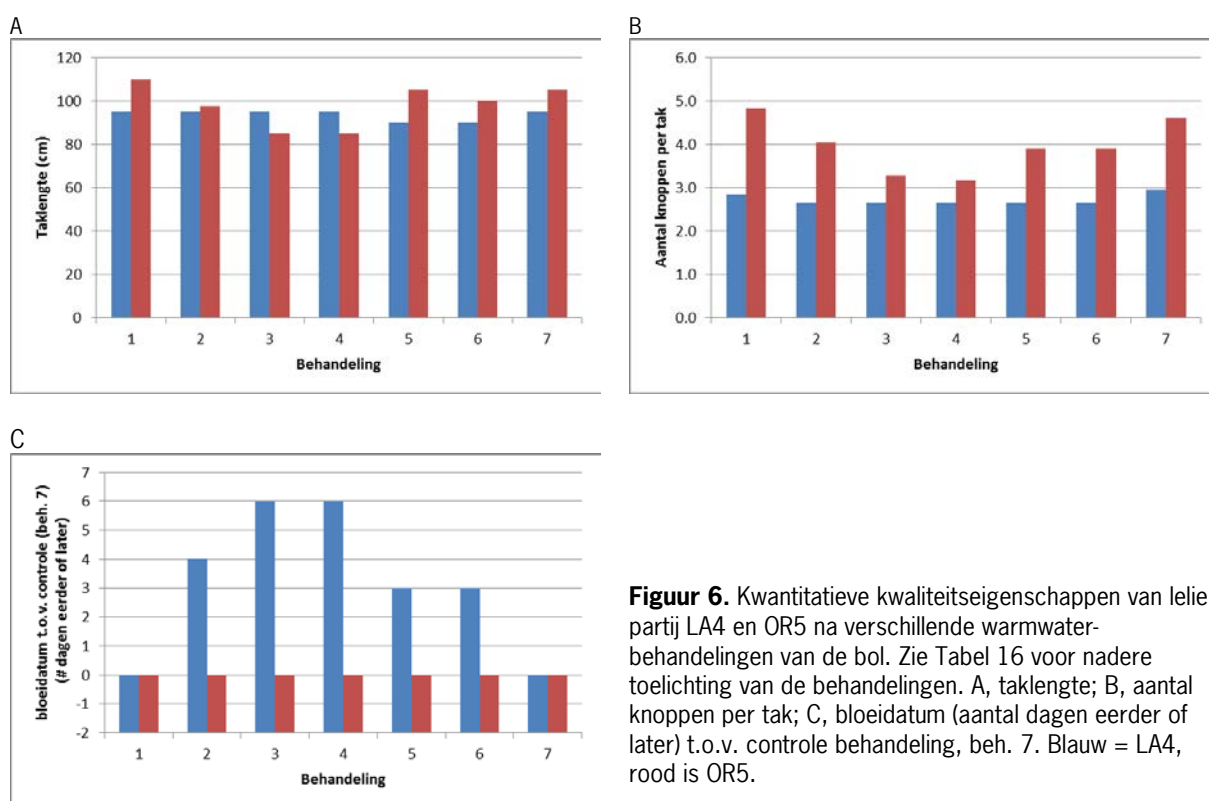 A
120
100
80
60
40
20
0
Taklengte (cm)
1 2 3 4 5 6 7
Behandeling
B
6.0
5.0
4.0
3.0
2.0
1.0
0.0
Aantal knoppen per tak
1 2 3 4 5 6 7
Behandeling
C
7
6
5
4
3
2
1
0
-1
-2
bloeidatum t.o.v. controle (beh. 7)
(# dagen eerder of later)
1 2 3 4 5 6 7
Behandeling
Figuur 6. Kwantitatieve kwaliteitseigenschappen van lelie
partij LA4 en OR5 na verschillende warmwater-
behandelingen van de bol. Zie Tabel 16 voor nadere
toelichting van de behandelingen. A, taklengte; B, aantal
knoppen per tak; C, bloeidatum (aantal dagen eerder of
later) t.o.v. controle behandeling, beh. 7. Blauw = LA4,
rood is OR5.